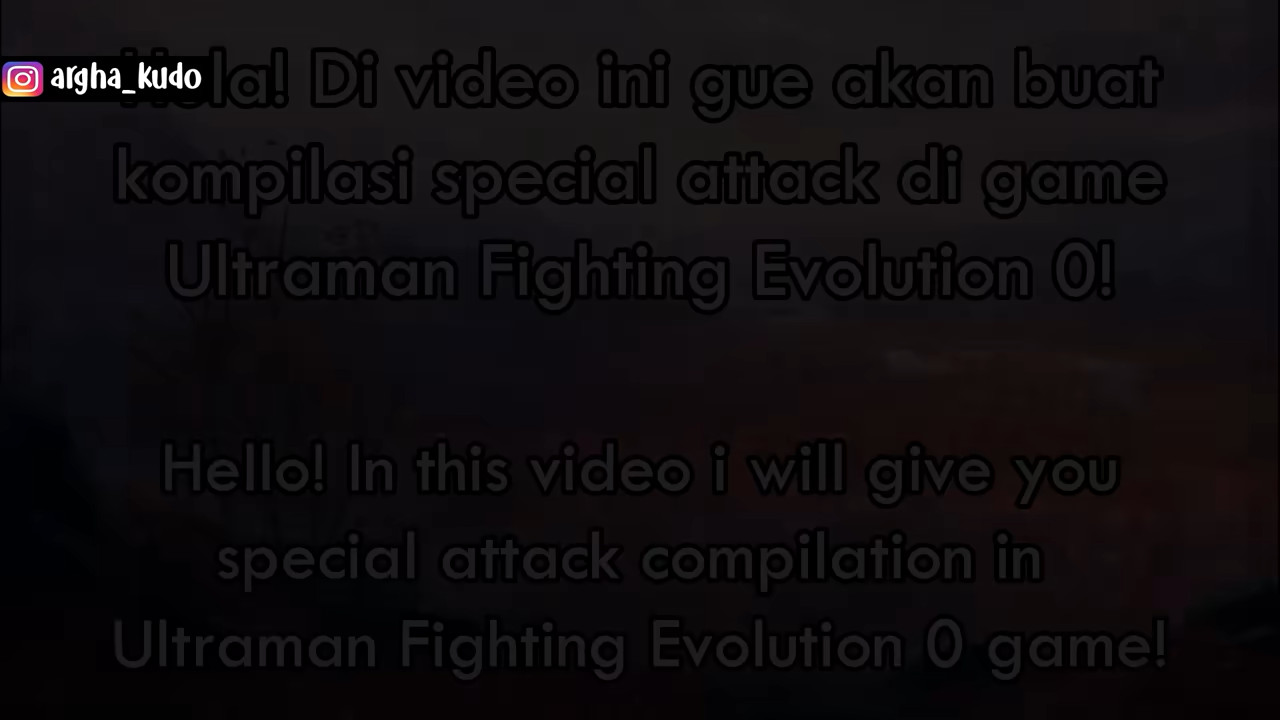 argha_kudo
Hola! Di video ini gue akan buat
kompilasi special attack di game
Ultraman Fighting Evolution 0!
Hello! In this video i will give you
special attack compilation in
Ultraman Fighting Evolution 0 game!